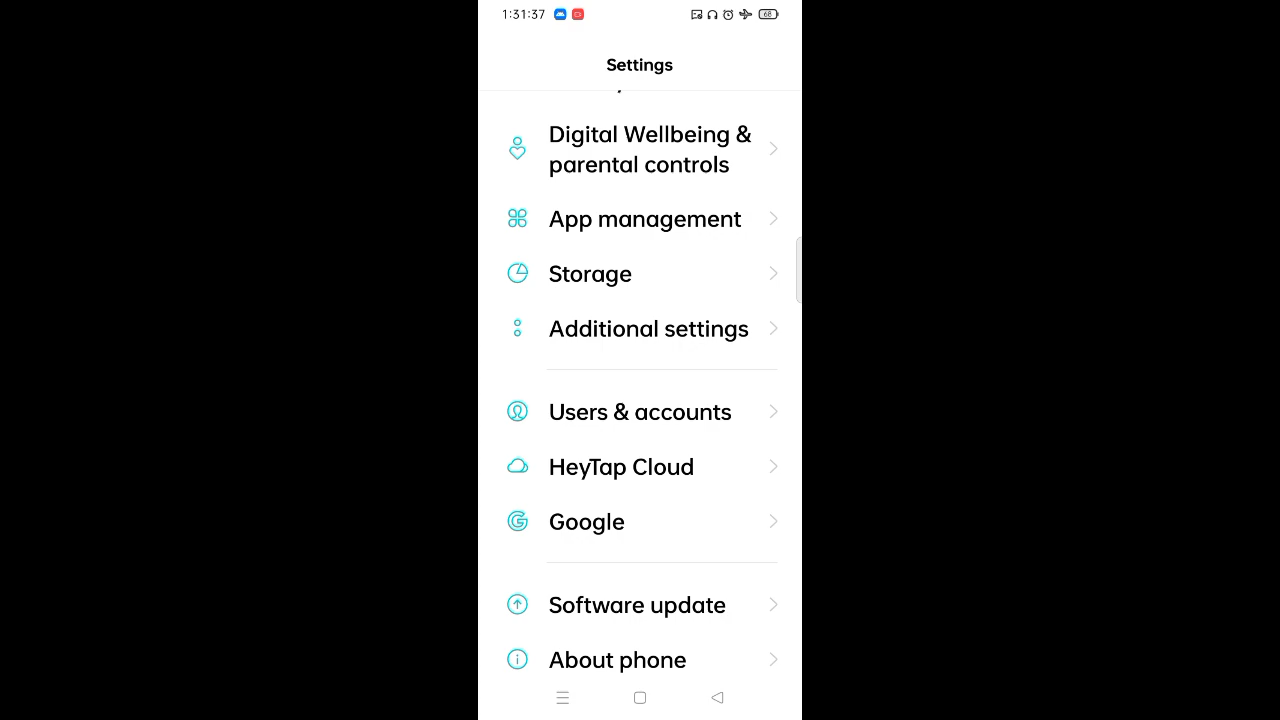 1:31:37
68
Settings
Digital Wellbeing &
parental controls
App management
Storage
Additional settings
Users & accounts
HeyTap Cloud
Google
Software update
About phone